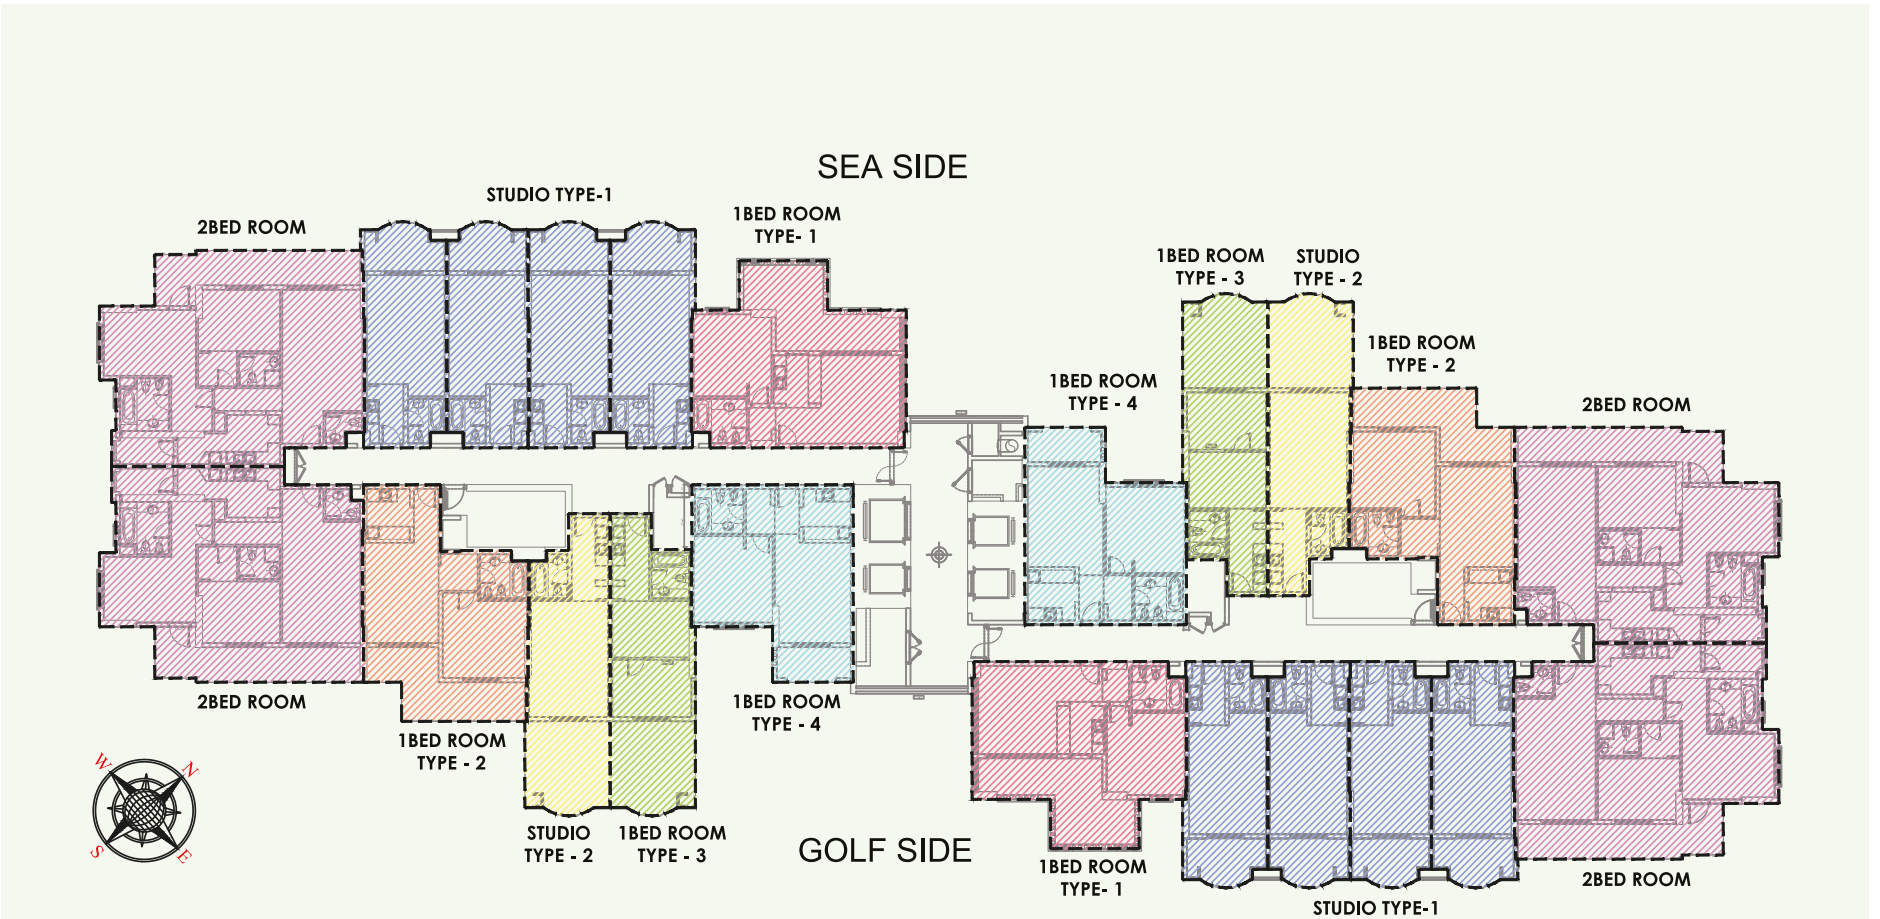 SEA SIDE
STUDIO TYPE-1
2BED ROOM
1BED ROOM
TYPE- 1
1BED ROOM
TYPE - 3
STUDIO
TYPE - 2
1BED ROOM
TYPE - 2
1BED ROOM
TYPE - 4
2BED ROOM
2BED ROOM
1BED ROOM
TYPE - 2
STUDIO
TYPE - 2
1BED ROOM
TYPE - 3
1BED ROOM
TYPE - 4
GOLF SIDE
1BED ROOM
TYPE- 1
STUDIO TYPE-1
2BED ROOM
W
N
S
E